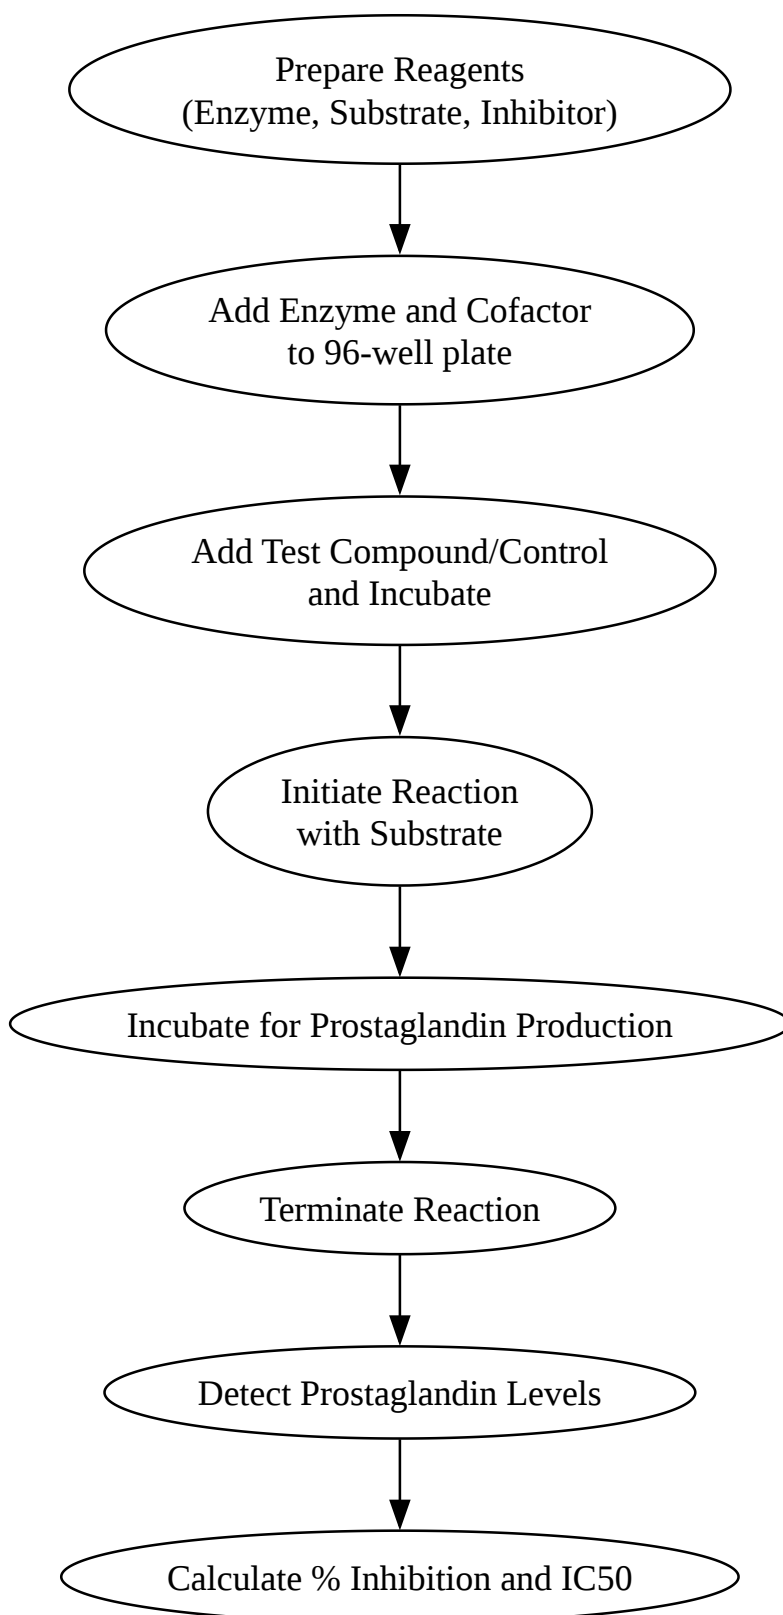 Prepare Reagents
(Enzyme, Substrate, Inhibitor)
Add Enzyme and Cofactor
to 96-well plate
Add Test Compound/Control
and Incubate
Initiate Reaction
with Substrate
Incubate for Prostaglandin Production
Terminate Reaction
Detect Prostaglandin Levels
Calculate % Inhibition and IC50